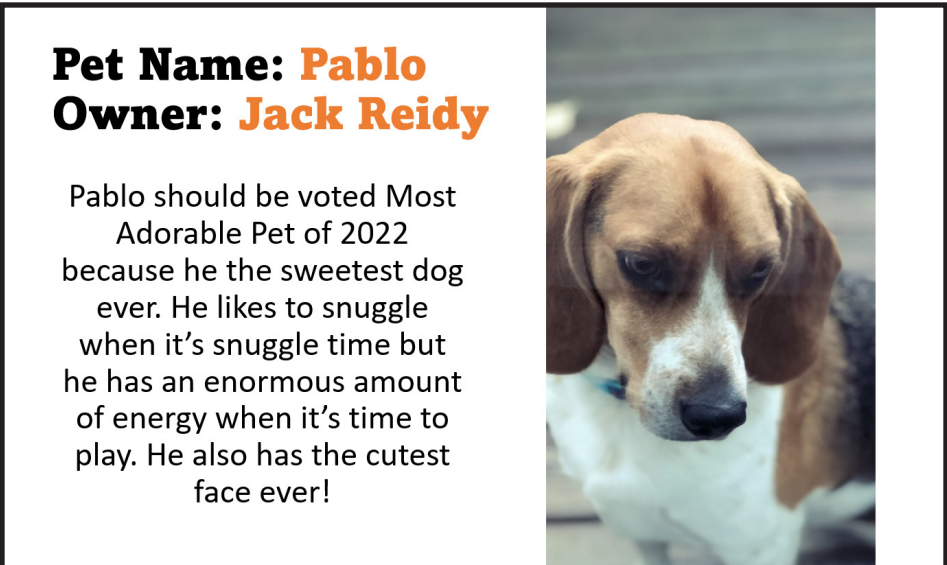 Pet Name: Pablo
Owner: Jack Reidy
Pablo should be voted Most
Adorable Pet of 2022
because he the sweetest dog
ever. He likes to snuggle
when it’s snuggle time but
he has an enormous amount
of energy when it’s time to
play. He also has the cutest
face ever!